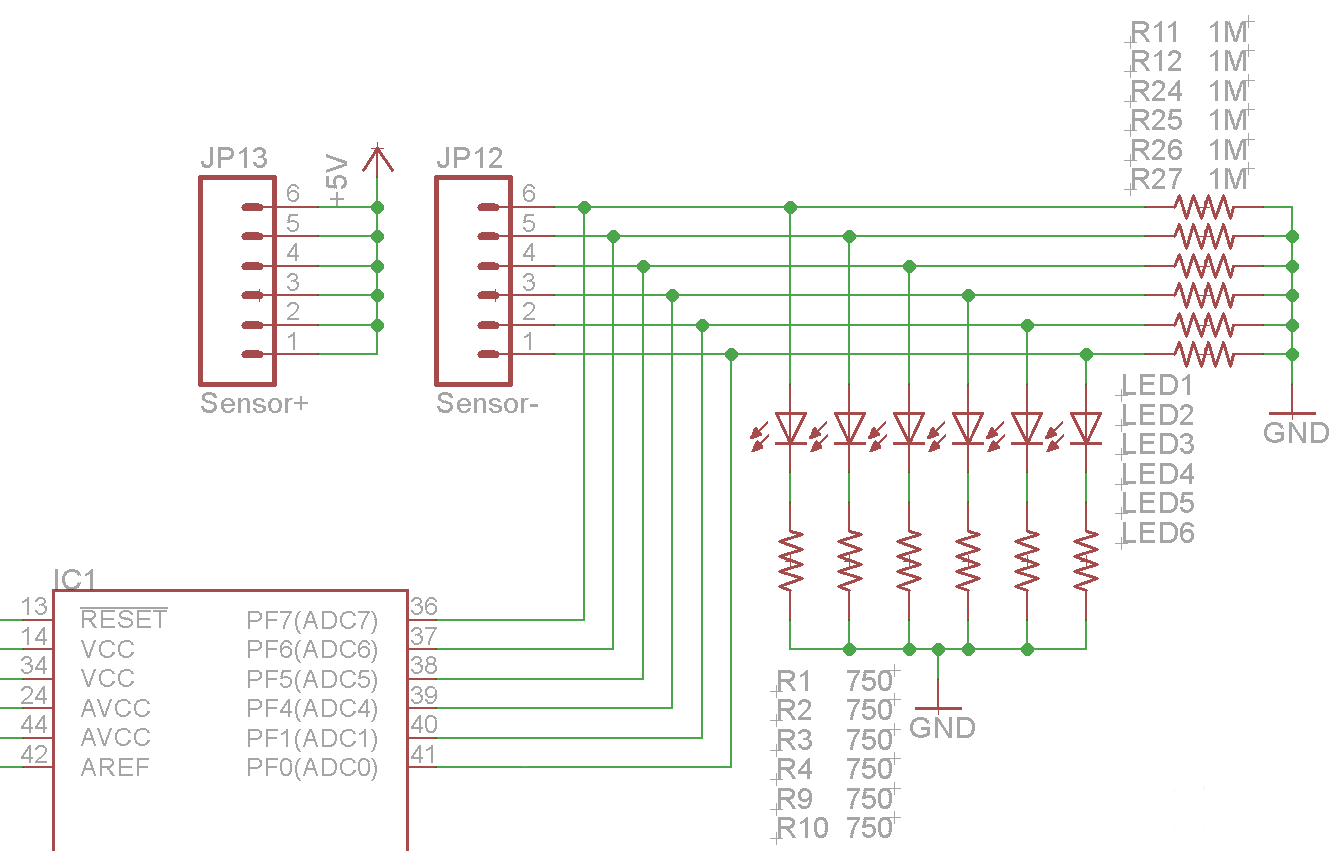 R11 1M
R12 1M
R24 1M
R25 1M
R26 1M
R27 1M
JP13
+5V
JP12
6
5
4
3
2
1
6
5
4
3
2
1
Sensor+
Sensor-
LED1
LED2
LED3
LED4
LED5
LED6
GND
IC1
13 RESET PF7(ADC7) 36
14 VCC PF6(ADC6) 37
34 VCC PF5(ADC5) 38
24 AVCC PF4(ADC4) 39
44 AVCC PF1(ADC1) 40
42 AREF PF0(ADC0) 41
R1 750
R2 750
R3 750
R4 750
R9 750
R10 750
GND